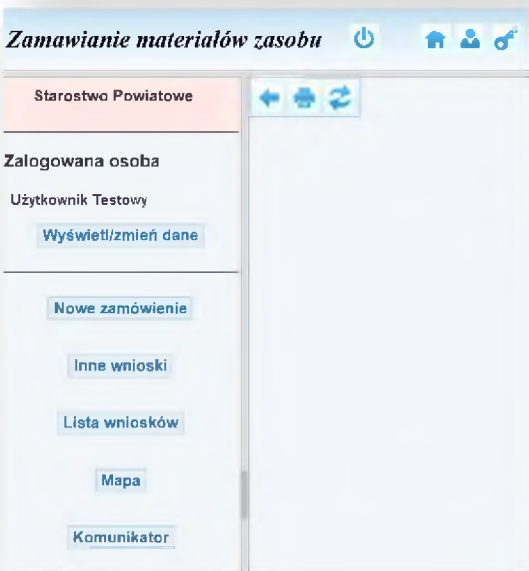 Zamawianie materiałów zasobu
Starostwo Powiatowe
Zalogowana osoba
Użytkownik Testowy
Wyświetl/zmień dane
Nowe zamówienie
Inne wnioski
Lista wniosków
Mapa
Komunikator